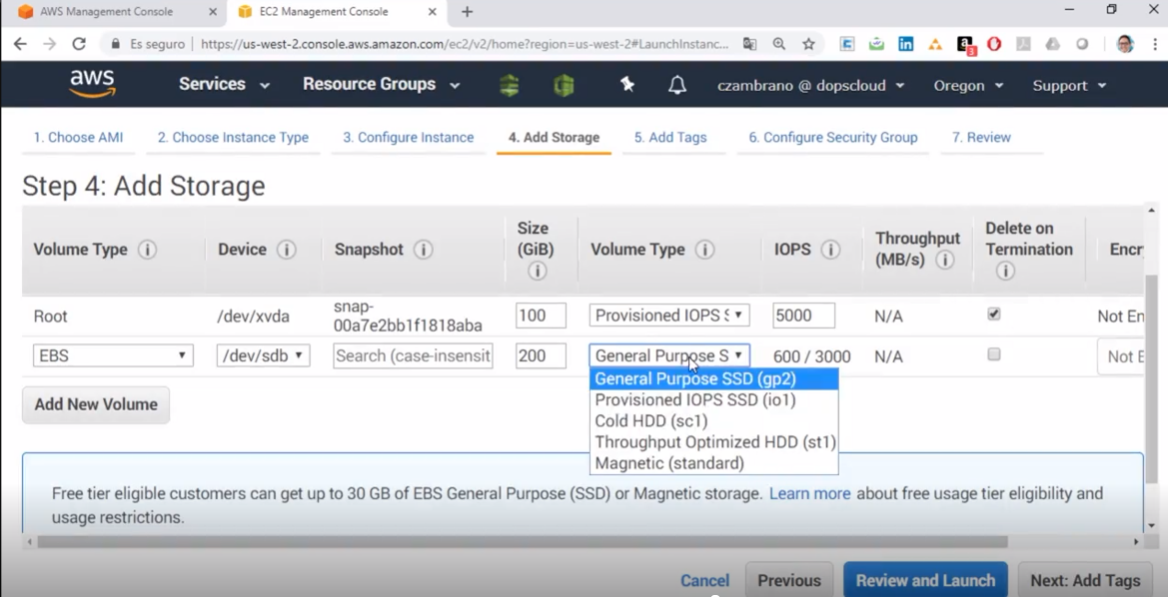 AWS Management Console
EC2 Management Console
Es seguro
https://us-west-2.console.aws.amazon.com/ec2/v2/home?region=us-west-2#LaunchInstanc...
3
aws
Services
Resource Groups
czambrano @ dopscloud
Oregon
Support
1. Choose AMI
2. Choose Instance Type
3. Configure Instance
4. Add Storage
5. Add Tags
6. Configure Security Group
7. Review
Step 4: Add Storage
Volume Type
Device
Snapshot
Size
(GiB)
Volume Type
IOPS
Throughput
(MB/s)
Delete on
Termination
Encr
Root
/dev/xvda
snap-
00a7e2bb1f1818aba
100
Provisioned IOPS S
5000
N/A
Not En
EBS
/dev/sdb
Search (case-insensit
200
General Purpose S
600 / 3000
N/A
Not E
General Purpose SSD (gp2)
Provisioned IOPS SSD (io1)
Cold HDD (sc1)
Throughput Optimized HDD (st1)
Magnetic (standard)
Add New Volume
Free tier eligible customers can get up to 30 GB of EBS General Purpose (SSD) or Magnetic storage. Learn more about free usage tier eligibility and
usage restrictions.
Cancel
Previous
Review and Launch
Next: Add Tags